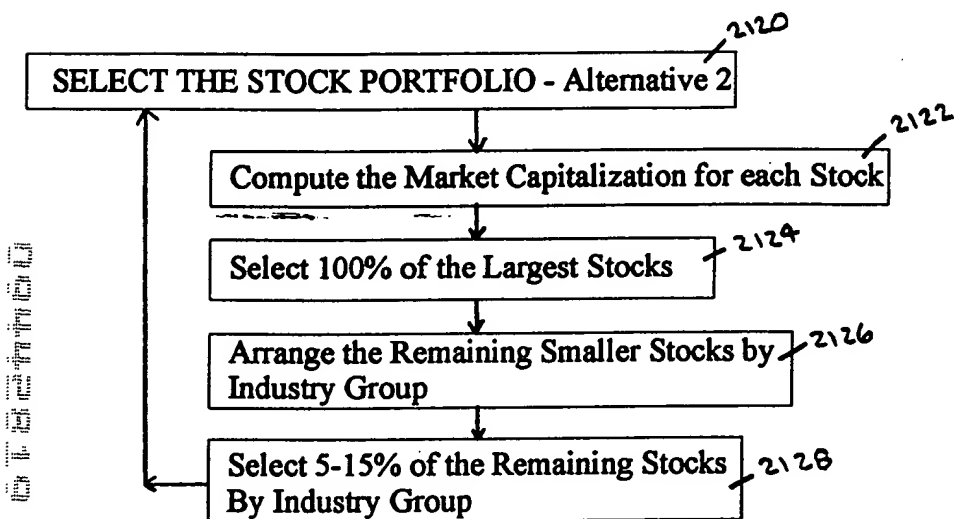 2120
SELECT THE STOCK PORTFOLIO - Alternative 2
2122
Compute the Market Capitalization for each Stock
2124
Select 100% of the Largest Stocks
2126
Arrange the Remaining Smaller Stocks by
Industry Group
2128
Select 5-15% of the Remaining Stocks
By Industry Group